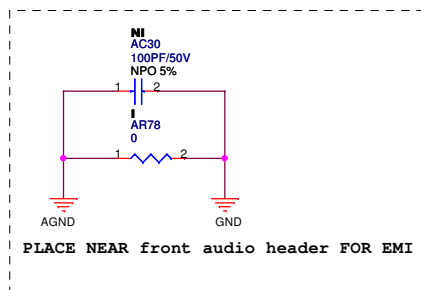 NI
AC30
100PF/50V
NPO 5%
1 2
I
AR78
0
1 2
AGND GND
PLACE NEAR front audio header FOR EMI